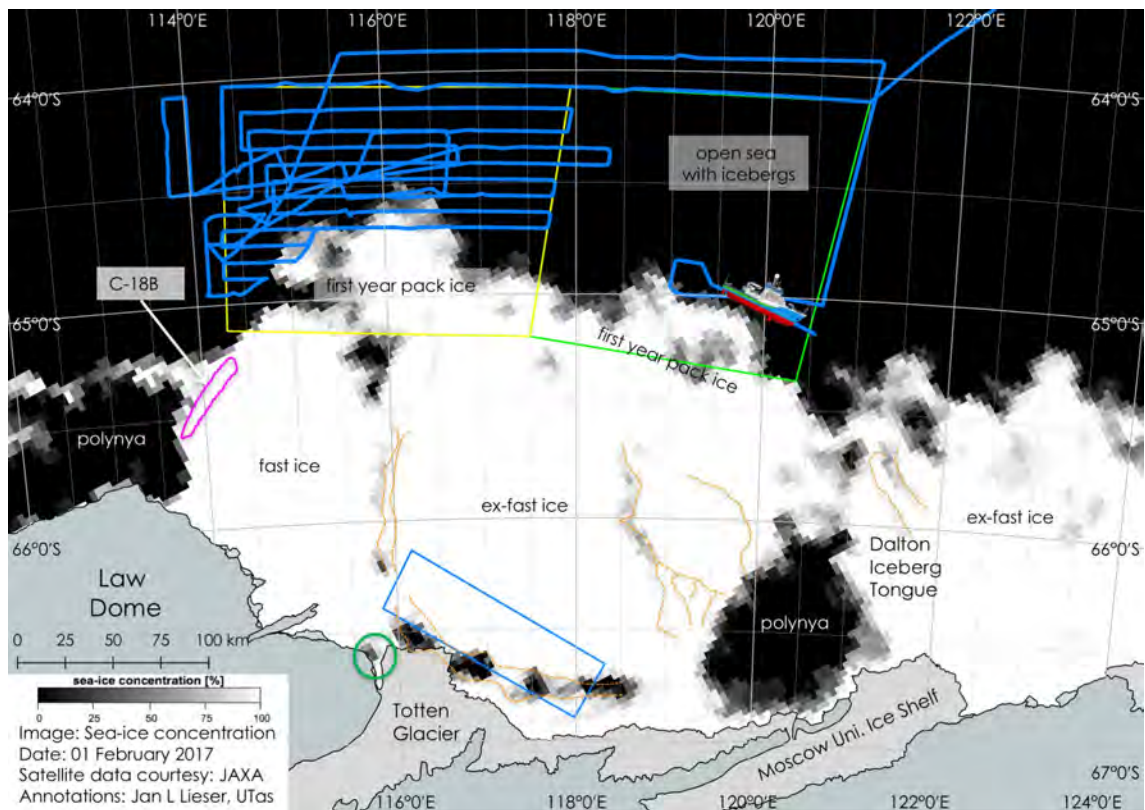 114°0'E
116°0'E
118°0'E
120°0'E
122°0'E
64°0'S
64°0'S
open sea
with icebergs
C-18B
first year pack ice
65°0'S
65°0'S
first year pack ice
polynya
fast ice
ex-fast ice
ex-fast ice
66°0'S
66°0'S
Dalton
Iceberg
Tongue
Law
Dome
polynya
0 25 50 75 100 km
sea-ice concentration [%]
0 25 50 75 100
Totten
Glacier
Moscow Uni. Ice Shelf
Image: Sea-ice concentration
Date: 01 February 2017
Satellite data courtesy: JAXA
Annotations: Jan L Lieser, UTas
67°0'S
116°0'E
118°0'E
120°0'E
122°0'E